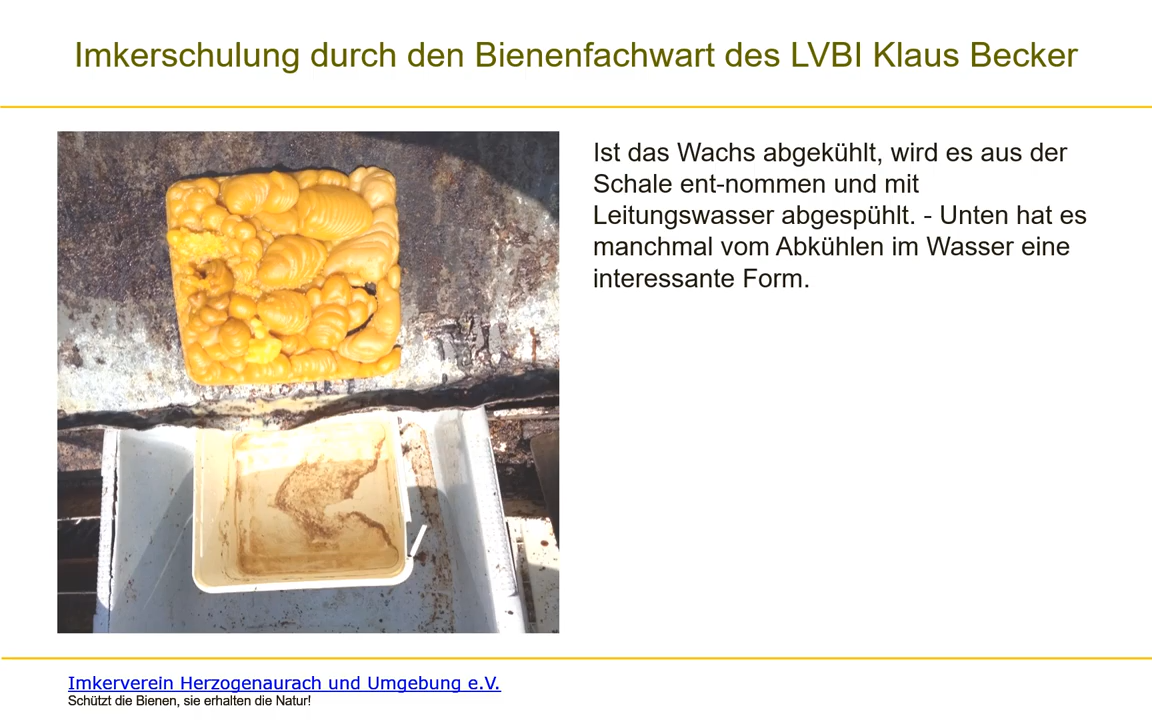 Imkerschulung durch den Bienenfachwart des LVBI Klaus Becker
Ist das Wachs abgekühlt, wird es aus der
Schale ent-nommen und mit
Leitungswasser abgespühlt. - Unten hat es
manchmal vom Abkühlen im Wasser eine
interessante Form.
Imkerverein Herzogenaurach und Umgebung e.V.
Schützt die Bienen, sie erhalten die Natur!